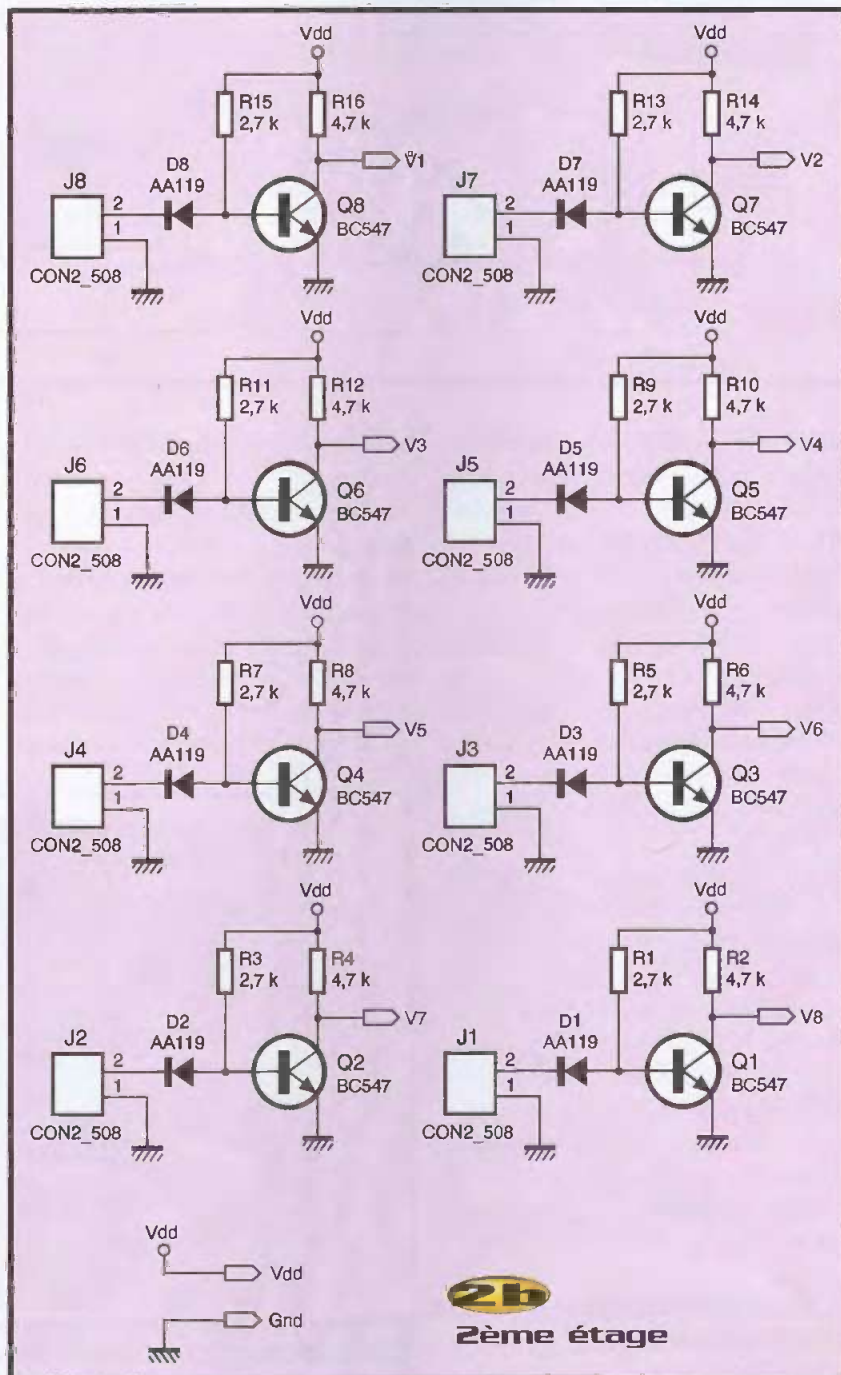 Vdd
R15
2,7 k
R16
4,7 k
V1
D8
AA119
J8
2
1
Q8
BC547
CON2_508
Vdd
R13
2,7 k
R14
4,7 k
V2
D7
AA119
J7
2
1
Q7
BC547
CON2_508
Vdd
R11
2,7 k
R12
4,7 k
V3
D6
AA119
J6
2
1
Q6
BC547
CON2_508
Vdd
R9
2,7 k
R10
4,7 k
V4
D5
AA119
J5
2
1
Q5
BC547
CON2_508
Vdd
R7
2,7 k
R8
4,7 k
V5
D4
AA119
J4
2
1
Q4
BC547
CON2_508
Vdd
R5
2,7 k
R6
4,7 k
V6
D3
AA119
J3
2
1
Q3
BC547
CON2_508
Vdd
R3
2,7 k
R4
4,7 k
V7
D2
AA119
J2
2
1
Q2
BC547
CON2_508
Vdd
R1
2,7 k
R2
4,7 k
V8
D1
AA119
J1
2
1
Q1
BC547
CON2_508
Vdd
Vdd
Gnd
2b
2ème étage